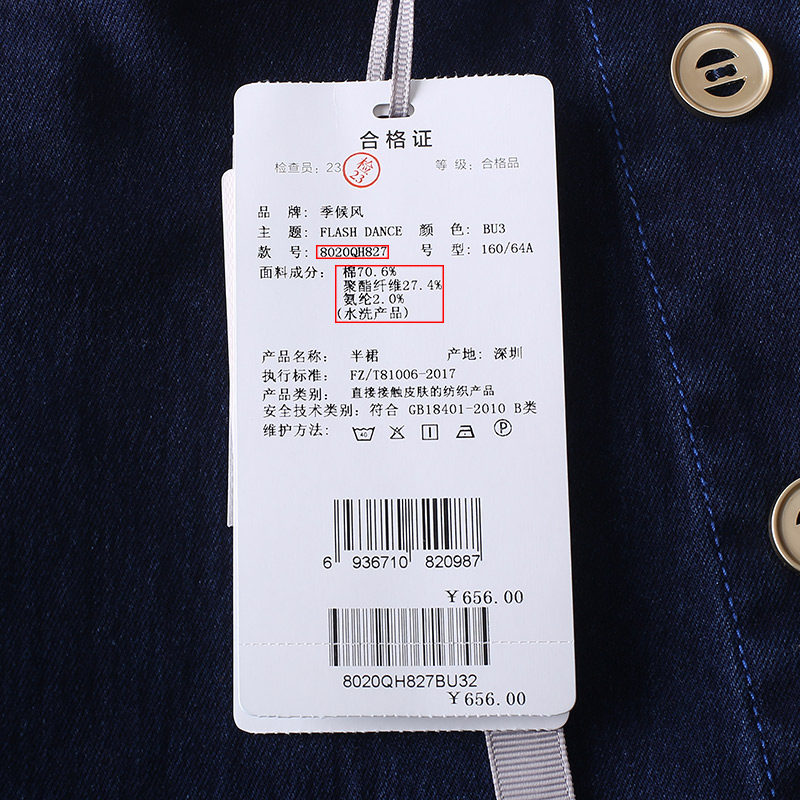 合格证
检查员：23 检23 等 级：合格品
品 牌：季候风
主 题：FLASH DANCE 颜 色：BU3
款 号：8020QH827 号 型：160/64A
面料成分： 棉70.6%
聚酯纤维27.4%
氨纶2.0%
(水洗产品)
产品名称： 半裙 产地：深圳
执行标准： FZ/T81006-2017
产品类别： 直接接触皮肤的纺织产品
安全技术类别：符合 GB18401-2010 B类
维护方法： 40 P
6 936710 820987
¥656.00
8020QH827BU32
¥656.00